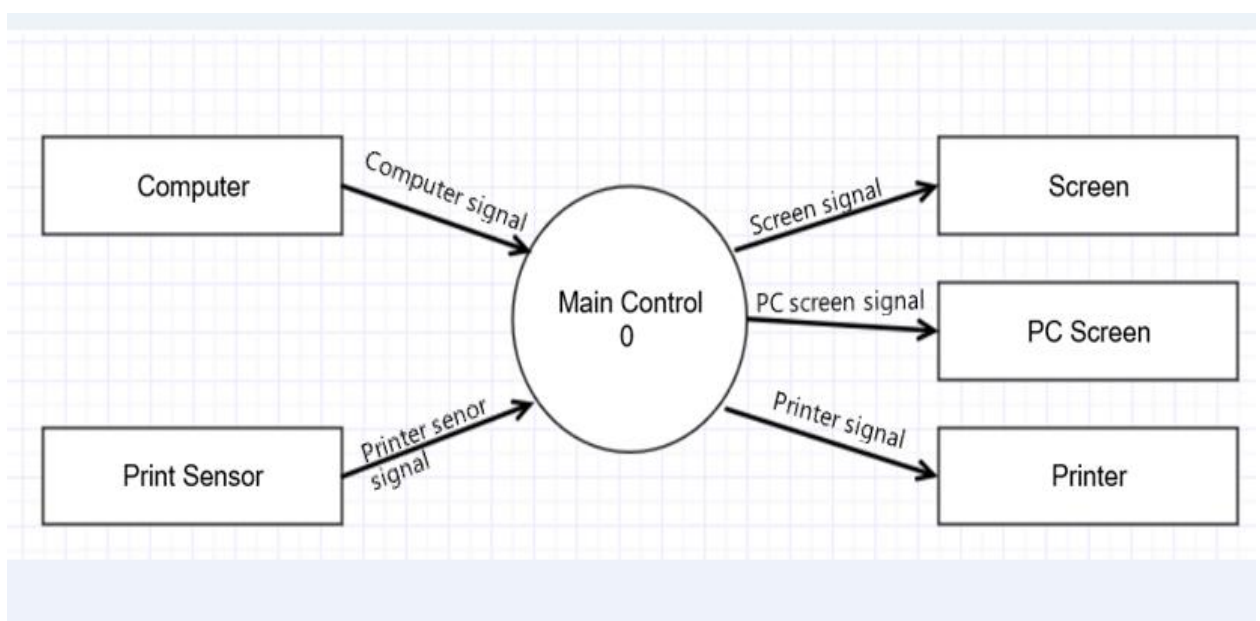 Computer
Computer signal
Screen signal
Screen
Main Control
0
PC screen signal
PC Screen
Print Sensor
Printer senor
signal
Printer signal
Printer